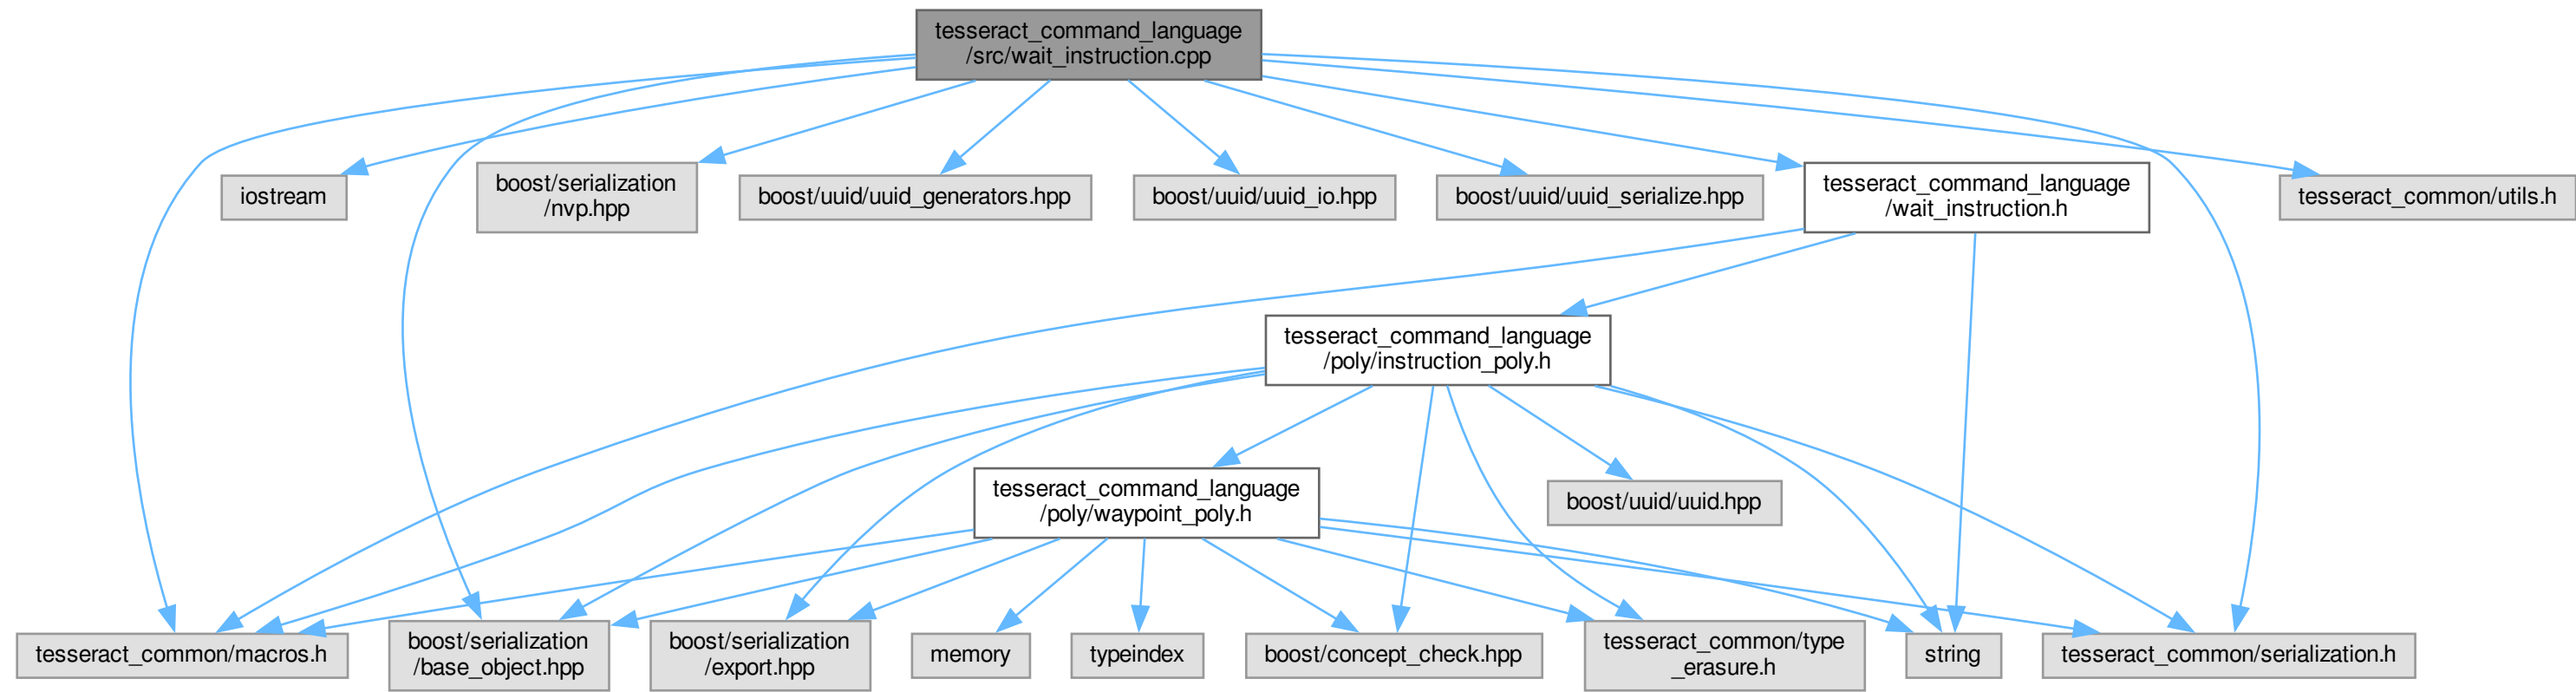 tesseract_command_language
/src/wait_instruction.cpp
iostream
boost/serialization
/nvp.hpp
boost/uuid/uuid_generators.hpp
boost/uuid/uuid_io.hpp
boost/uuid/uuid_serialize.hpp
tesseract_command_language
/wait_instruction.h
tesseract_common/utils.h
tesseract_command_language
/poly/instruction_poly.h
tesseract_command_language
/poly/waypoint_poly.h
boost/uuid/uuid.hpp
tesseract_common/macros.h
boost/serialization
/base_object.hpp
boost/serialization
/export.hpp
memory
typeindex
boost/concept_check.hpp
tesseract_common/type
_erasure.h
string
tesseract_common/serialization.h